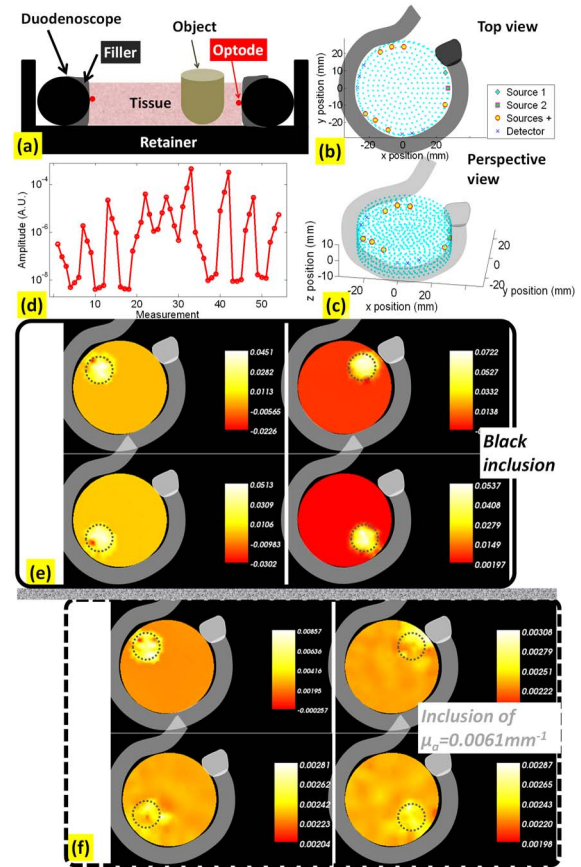 Duodenoscope
Filler
Object
Optode
Tissue
Retainer
(a)
Top view
y position (mm)
20
10
0
-10
-20
-20 0 20
x position (mm)
Source 1
Source 2
Sources +
Detector
(b)
Perspective
view
z position (mm)
10
0
-20 0 20
x position (mm)
20
0
-20
y position (mm)
(c)
Amplitude (A.U.)
10⁻⁴
10⁻⁶
10⁻⁸
0 10 20 30 40 50
Measurement
(d)
0.0451
0.0282
0.0113
-0.00565
-0.0226
0.0722
0.0527
0.0332
0.0138
0.0513
0.0309
0.0106
-0.00983
-0.0302
0.0537
0.0408
0.0279
0.0149
0.00197
Black
inclusion
(e)
0.00857
0.00636
0.00416
0.00195
-0.000257
0.00308
0.00279
0.00251
0.00222
0.00281
0.00262
0.00242
0.00223
0.00204
0.00287
0.00265
0.00243
0.00220
0.00198
Inclusion of
μₐ=0.0061mm⁻¹
(f)